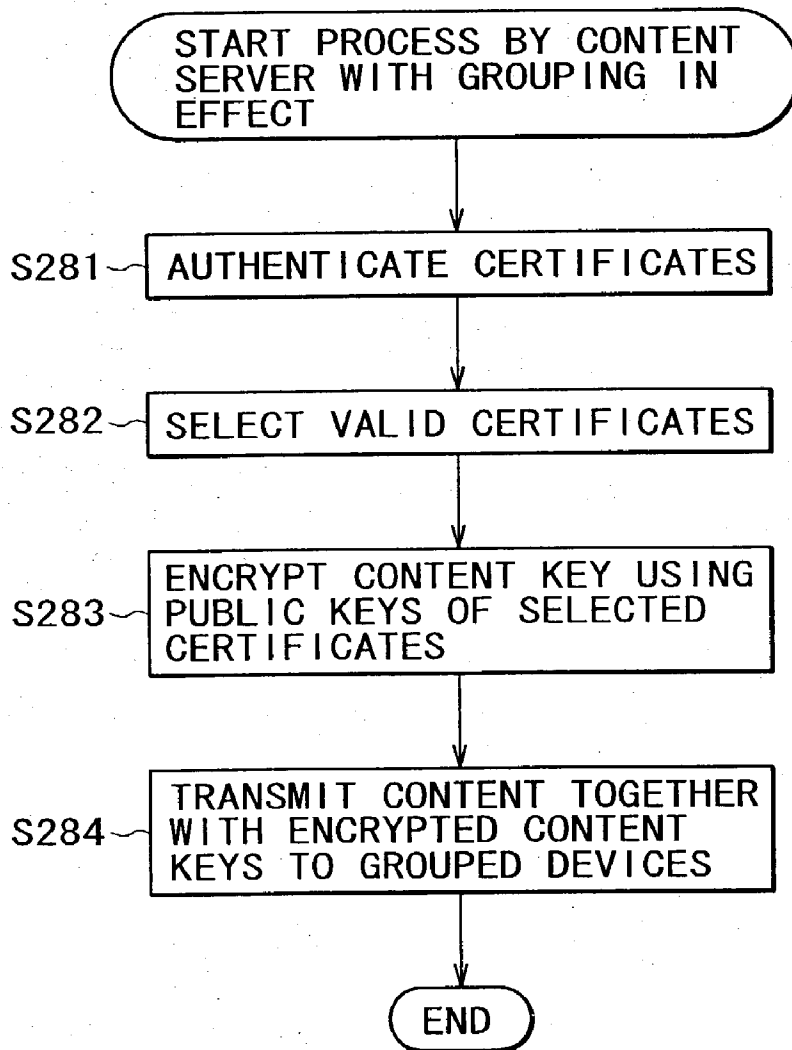 START PROCESS BY CONTENT
SERVER WITH GROUPING IN
EFFECT
S281
AUTHENTICATE CERTIFICATES
S282
SELECT VALID CERTIFICATES
S283
ENCRYPT CONTENT KEY USING
PUBLIC KEYS OF SELECTED
CERTIFICATES
S284
TRANSMIT CONTENT TOGETHER
WITH ENCRYPTED CONTENT
KEYS TO GROUPED DEVICES
END